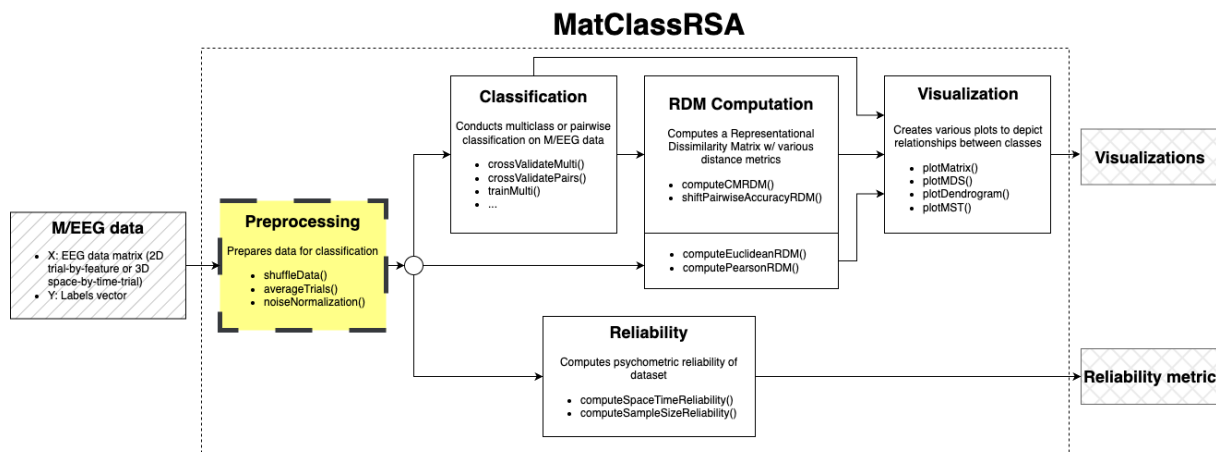 MatClassRSA
M/EEG data
• X: EEG data matrix (2D
trial-by-feature or 3D
space-by-time-trial)
• Y: Labels vector
Preprocessing
Prepares data for classification
• shuffleData()
• averageTrials()
• noiseNormalization()
Classification
Conducts multiclass or pairwise
classification on M/EEG data
• crossValidateMulti()
• crossValidatePairs()
• trainMulti()
• ...
RDM Computation
Computes a Representational
Dissimilarity Matrix w/ various
distance metrics
• computeCMRDM()
• shiftPairwiseAccuracyRDM()
• computeEuclideanRDM()
• computePearsonRDM()
Visualization
Creates various plots to depict
relationships between classes
• plotMatrix()
• plotMDS()
• plotDendrogram()
• plotMST()
Visualizations
Reliability
Computes psychometric reliability of
dataset
• computeSpaceTimeReliability()
• computeSampleSizeReliability()
Reliability metric